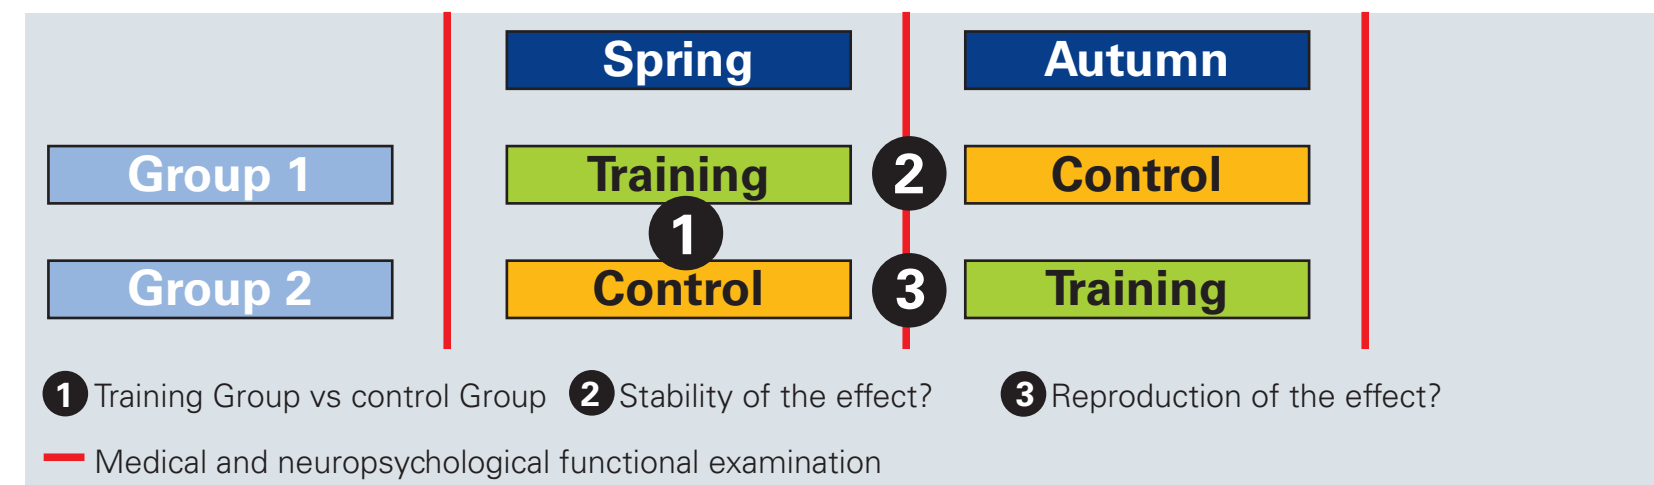 Spring Autumn
Group 1 Training 2 Control
1
Group 2 Control 3 Training
1 Training Group vs control Group 2 Stability of the effect? 3 Reproduction of the effect?
Medical and neuropsychological functional examination